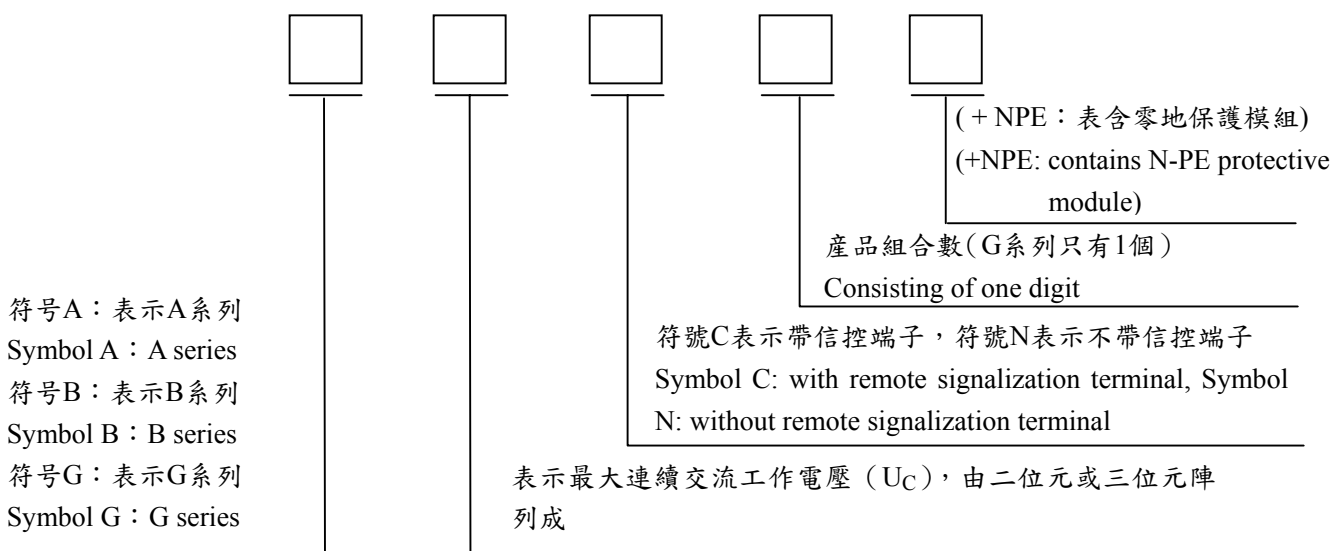 ( + NPE：表含零地保護模組)
(+NPE: contains N-PE protective
module)
産品組合數(G系列只有1個)
Consisting of one digit
符号A：表示A系列
Symbol A：A series
符号B：表示B系列
Symbol B：B series
符号G：表示G系列
Symbol G：G series
符號C表示帶信控端子，符號N表示不帶信控端子
Symbol C: with remote signalization terminal, Symbol
N: without remote signalization terminal
表示最大連續交流工作電壓（UC），由二位元或三位元陣
列成